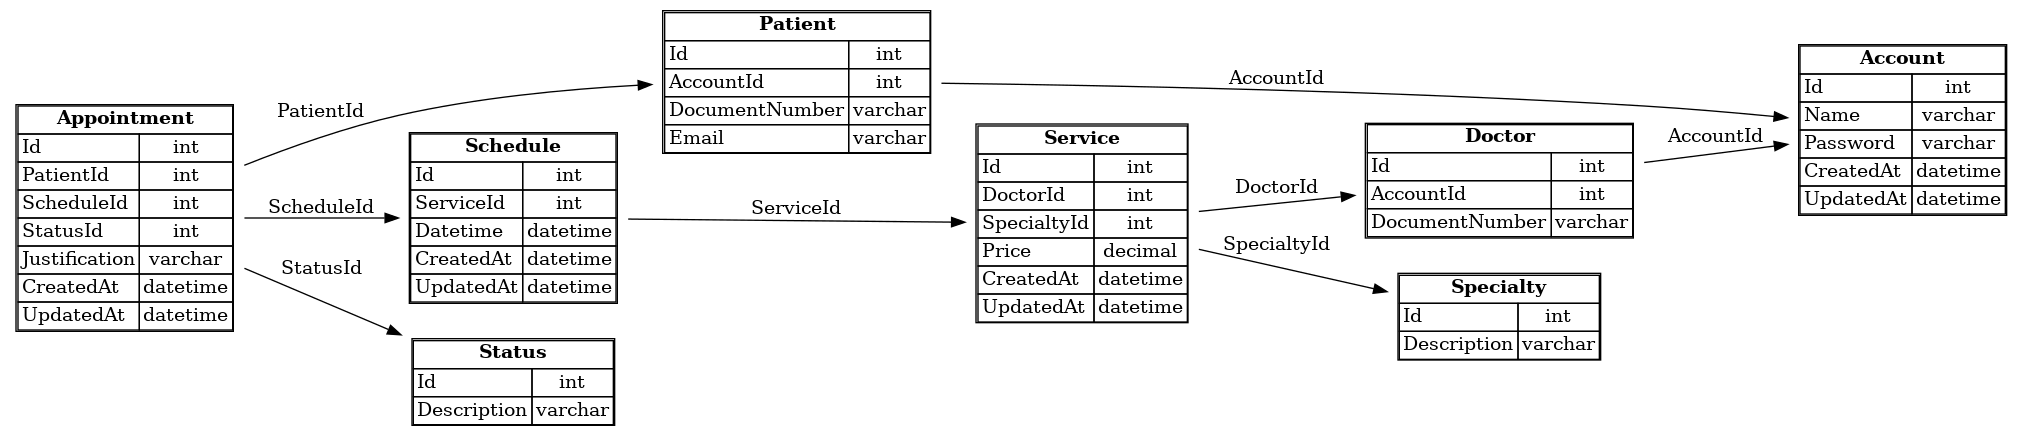 Appointment
Id int
PatientId int
ScheduleId int
StatusId int
Justification varchar
CreatedAt datetime
UpdatedAt datetime
PatientId
ScheduleId
StatusId
Schedule
Id int
ServiceId int
Datetime datetime
CreatedAt datetime
UpdatedAt datetime
Status
Id int
Description varchar
Patient
Id int
AccountId int
DocumentNumber varchar
Email varchar
ServiceId
AccountId
Service
Id int
DoctorId int
SpecialtyId int
Price decimal
CreatedAt datetime
UpdatedAt datetime
DoctorId
SpecialtyId
Doctor
Id int
AccountId int
DocumentNumber varchar
Specialty
Id int
Description varchar
AccountId
Account
Id int
Name varchar
Password varchar
CreatedAt datetime
UpdatedAt datetime